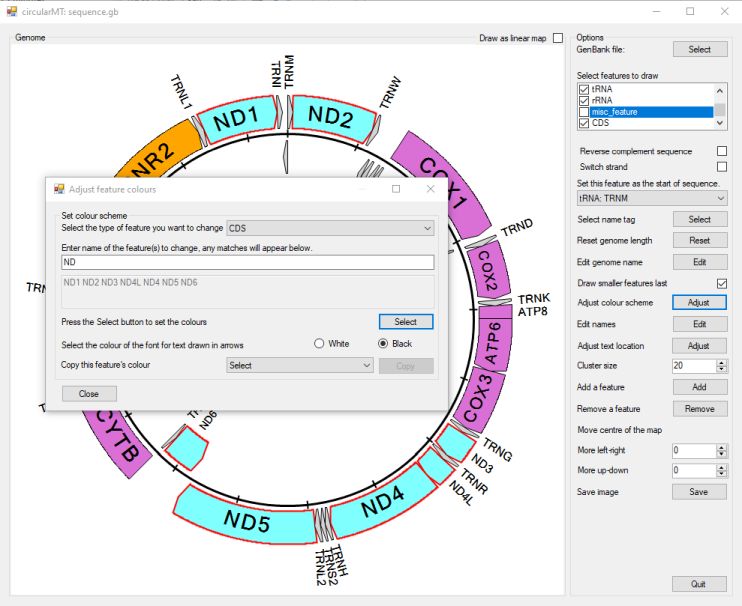 circularMT: sequence.gb
Genome
Draw as linear map
TRNL1
TRNI
TRNM
TRNW
ND1
ND2
NR2
COX1
TRND
COX2
TRNK
ATP8
ATP6
COX3
TRNG
ND3
TRNR
ND4L
ND4
TRNH
TRNS2
TRNL2
ND5
ND6
CYTB
Adjust feature colours
Set colour scheme
Select the type of feature you want to change CDS
Enter name of the feature(s) to change, any matches will appear below.
ND
ND1 ND2 ND3 ND4L ND4 ND5 ND6
Press the Select button to set the colours Select
Select the colour of the font for text drawn in arrows White Black
Copy this feature's colour Select Copy
Close
Options
GenBank file: Select
Select features to draw
tRNA
rRNA
misc_feature
CDS
Reverse complement sequence
Switch strand
Set this feature as the start of sequence.
tRNA: TRNM
Select name tag Select
Reset genome length Reset
Edit genome name Edit
Draw smaller features last
Adjust colour scheme Adjust
Edit names Edit
Adjust text location Adjust
Cluster size 20
Add a feature Add
Remove a feature Remove
Move centre of the map
More left-right 0
More up-down 0
Save image Save
Quit